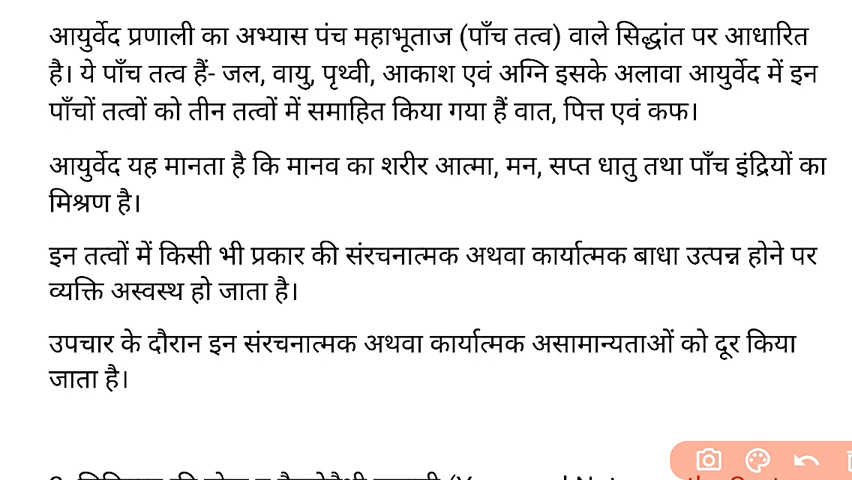 आयुर्वेद प्रणाली का अभ्यास पंच महाभूताज (पाँच तत्व) वाले सिद्धांत पर आधारित
है। ये पाँच तत्व हैं- जल, वायु, पृथ्वी, आकाश एवं अग्नि इसके अलावा आयुर्वेद में इन
पाँचों तत्वों को तीन तत्वों में समाहित किया गया हैं वात, पित्त एवं कफ।
आयुर्वेद यह मानता है कि मानव का शरीर आत्मा, मन, सप्त धातु तथा पाँच इंद्रियों का
मिश्रण है।
इन तत्वों में किसी भी प्रकार की संरचनात्मक अथवा कार्यात्मक बाधा उत्पन्न होने पर
व्यक्ति अस्वस्थ हो जाता है।
उपचार के दौरान इन संरचनात्मक अथवा कार्यात्मक असामान्यताओं को दूर किया
जाता है।